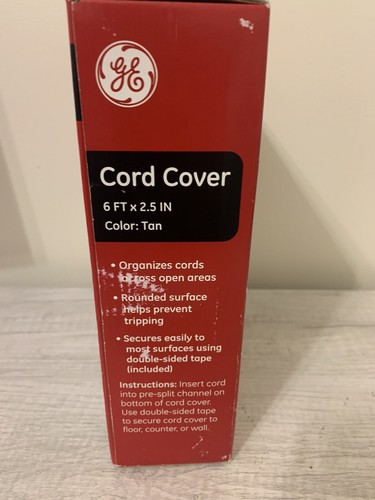 GE
Cord Cover
6 FT x 2.5 IN
Color: Tan
• Organizes cords
across open areas
• Rounded surface
helps prevent
tripping
• Secures easily to
most surfaces using
double-sided tape
(included)
Instructions: Insert cord
into pre-split channel on
bottom of cord cover.
Use double-sided tape
to secure cord cover to
floor, counter, or wall.